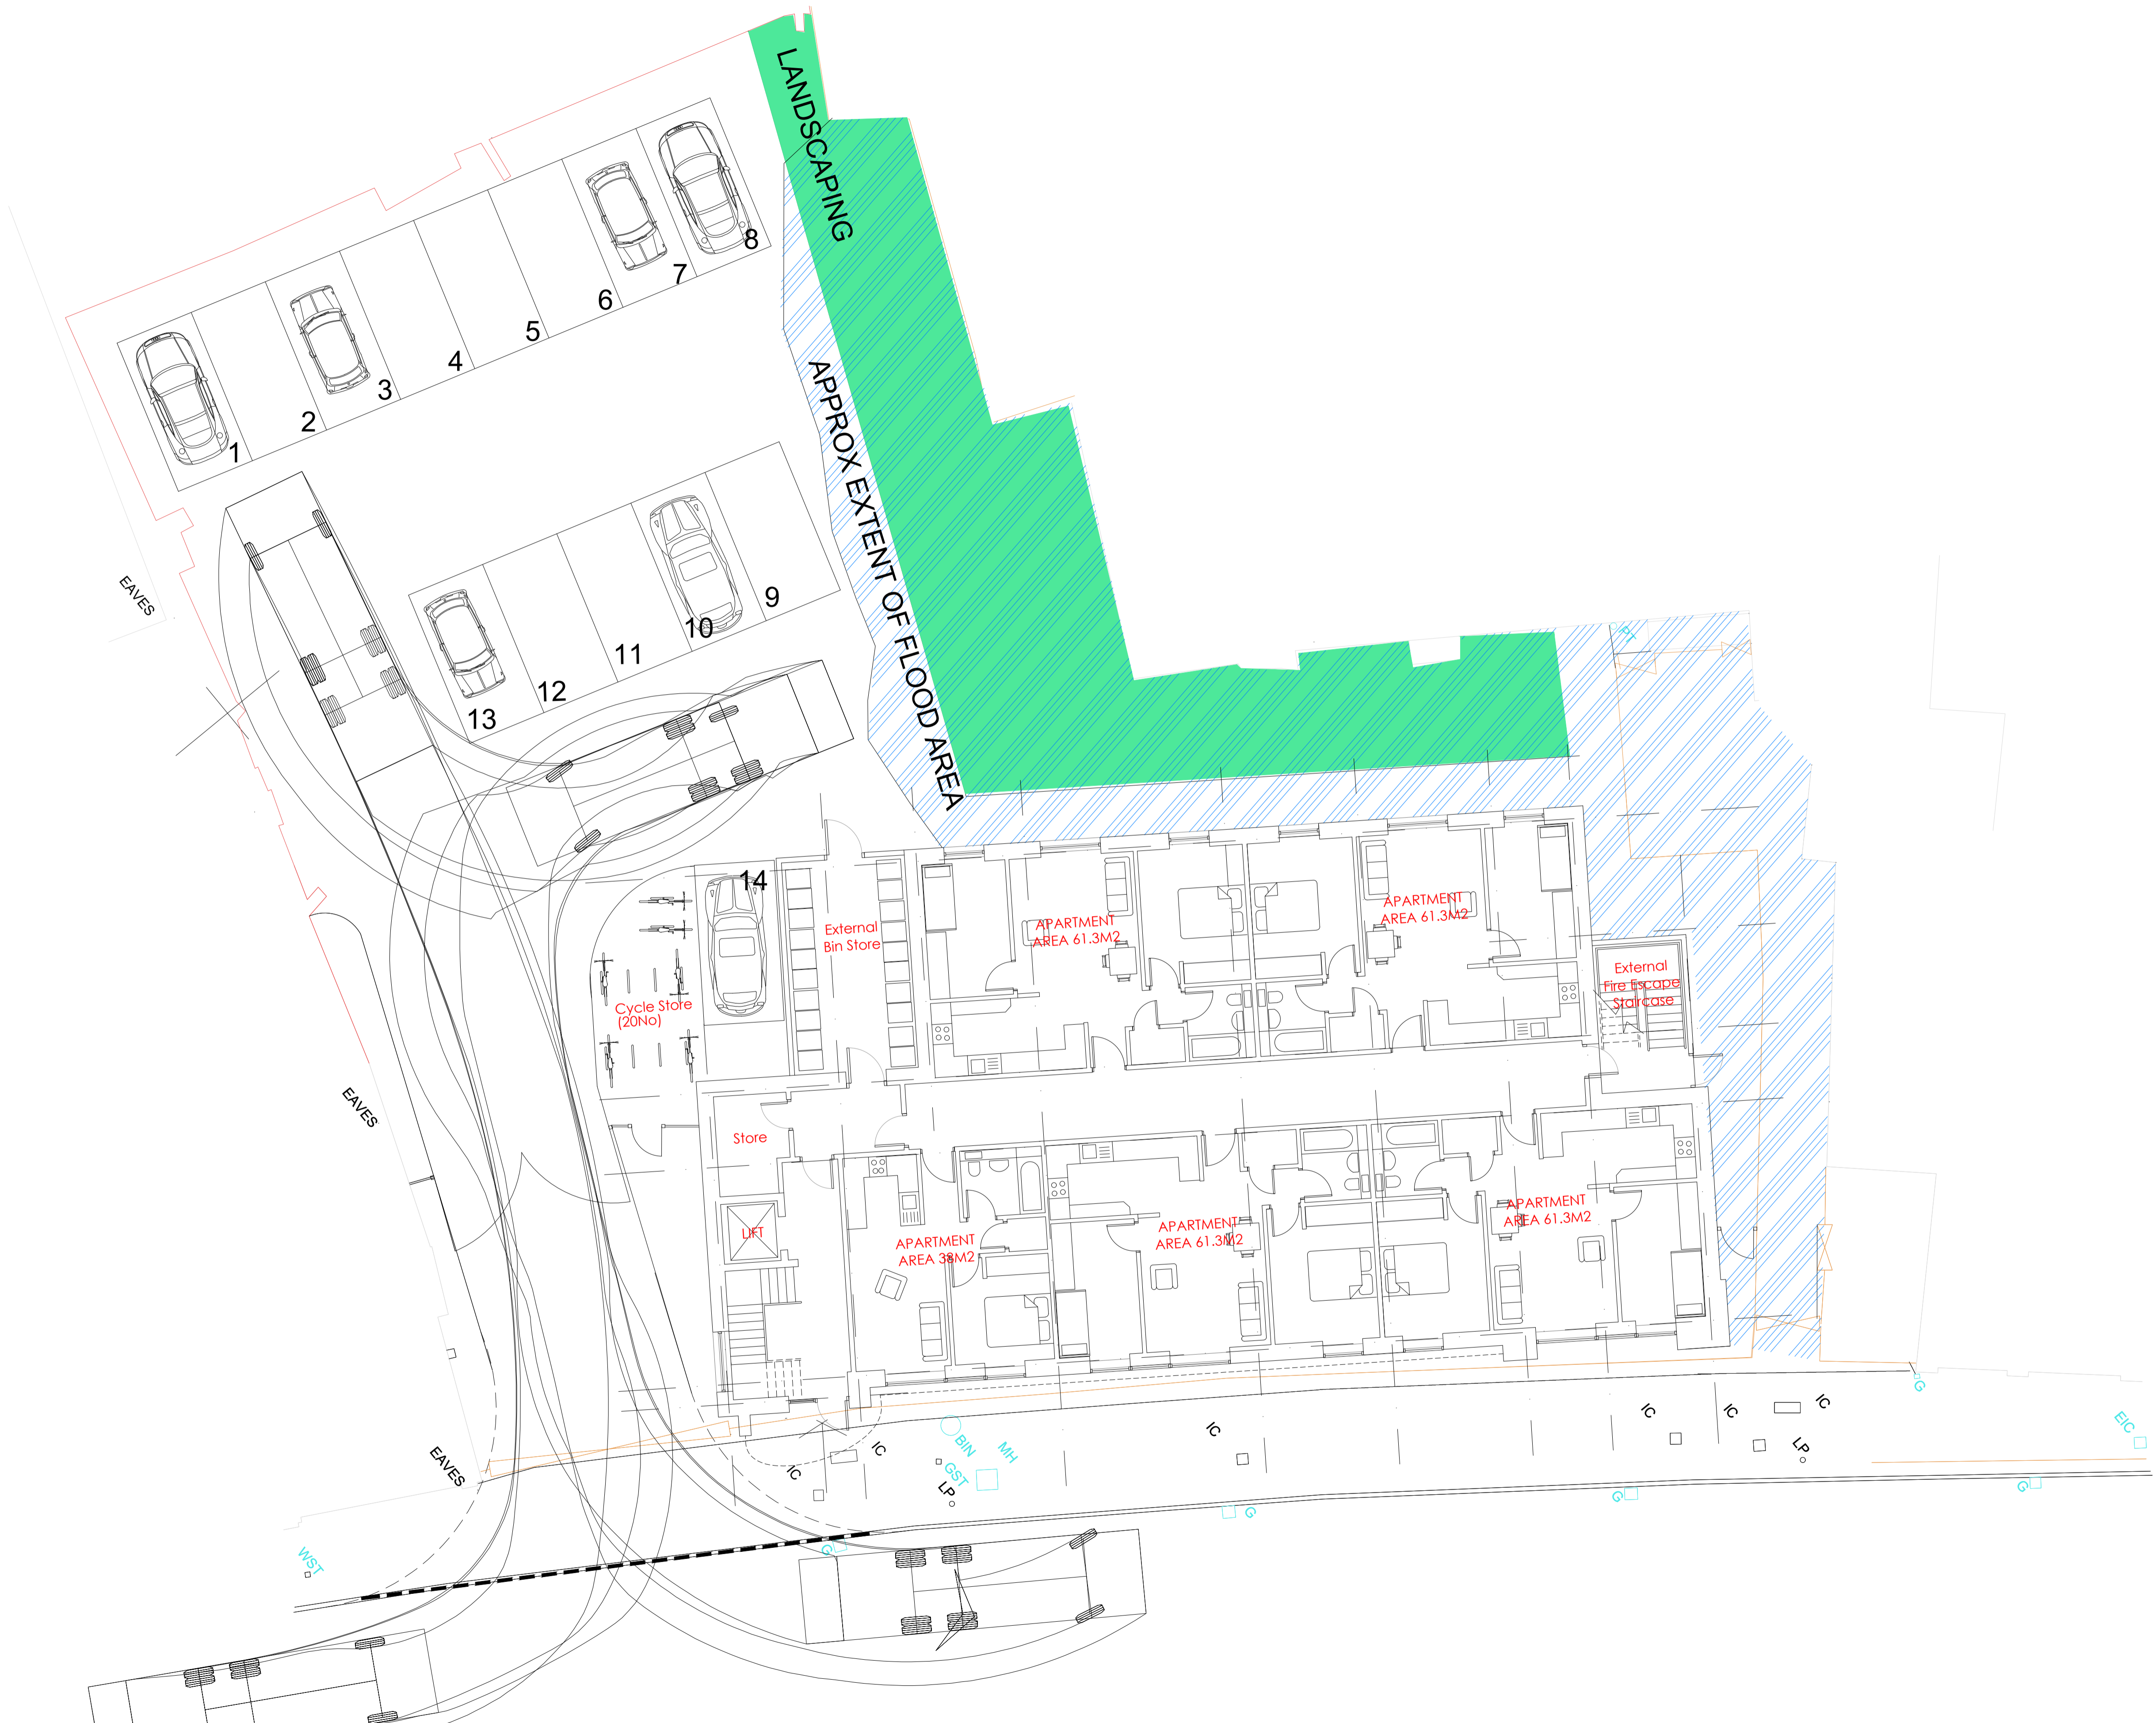 LANDSCAPING
8
7
6
5
4
3
2
1
APPROX EXTENT OF FLOOD AREA
9
10
11
12
13
EAVES
PT
14
External
Bin Store
APARTMENT
AREA 61.3M2
APARTMENT
AREA 61.3M2
External
Fire Escape
Staircase
Cycle Store
(20No)
EAVES
Store
LIFT
APARTMENT
AREA 38M2
APARTMENT
AREA 61.3M2
APARTMENT
AREA 61.3M2
EAVES
IC
IC
BIN
MH
GST
LP
IC
IC
IC
IC
LP
G
EIC
WST
G
G
G
G